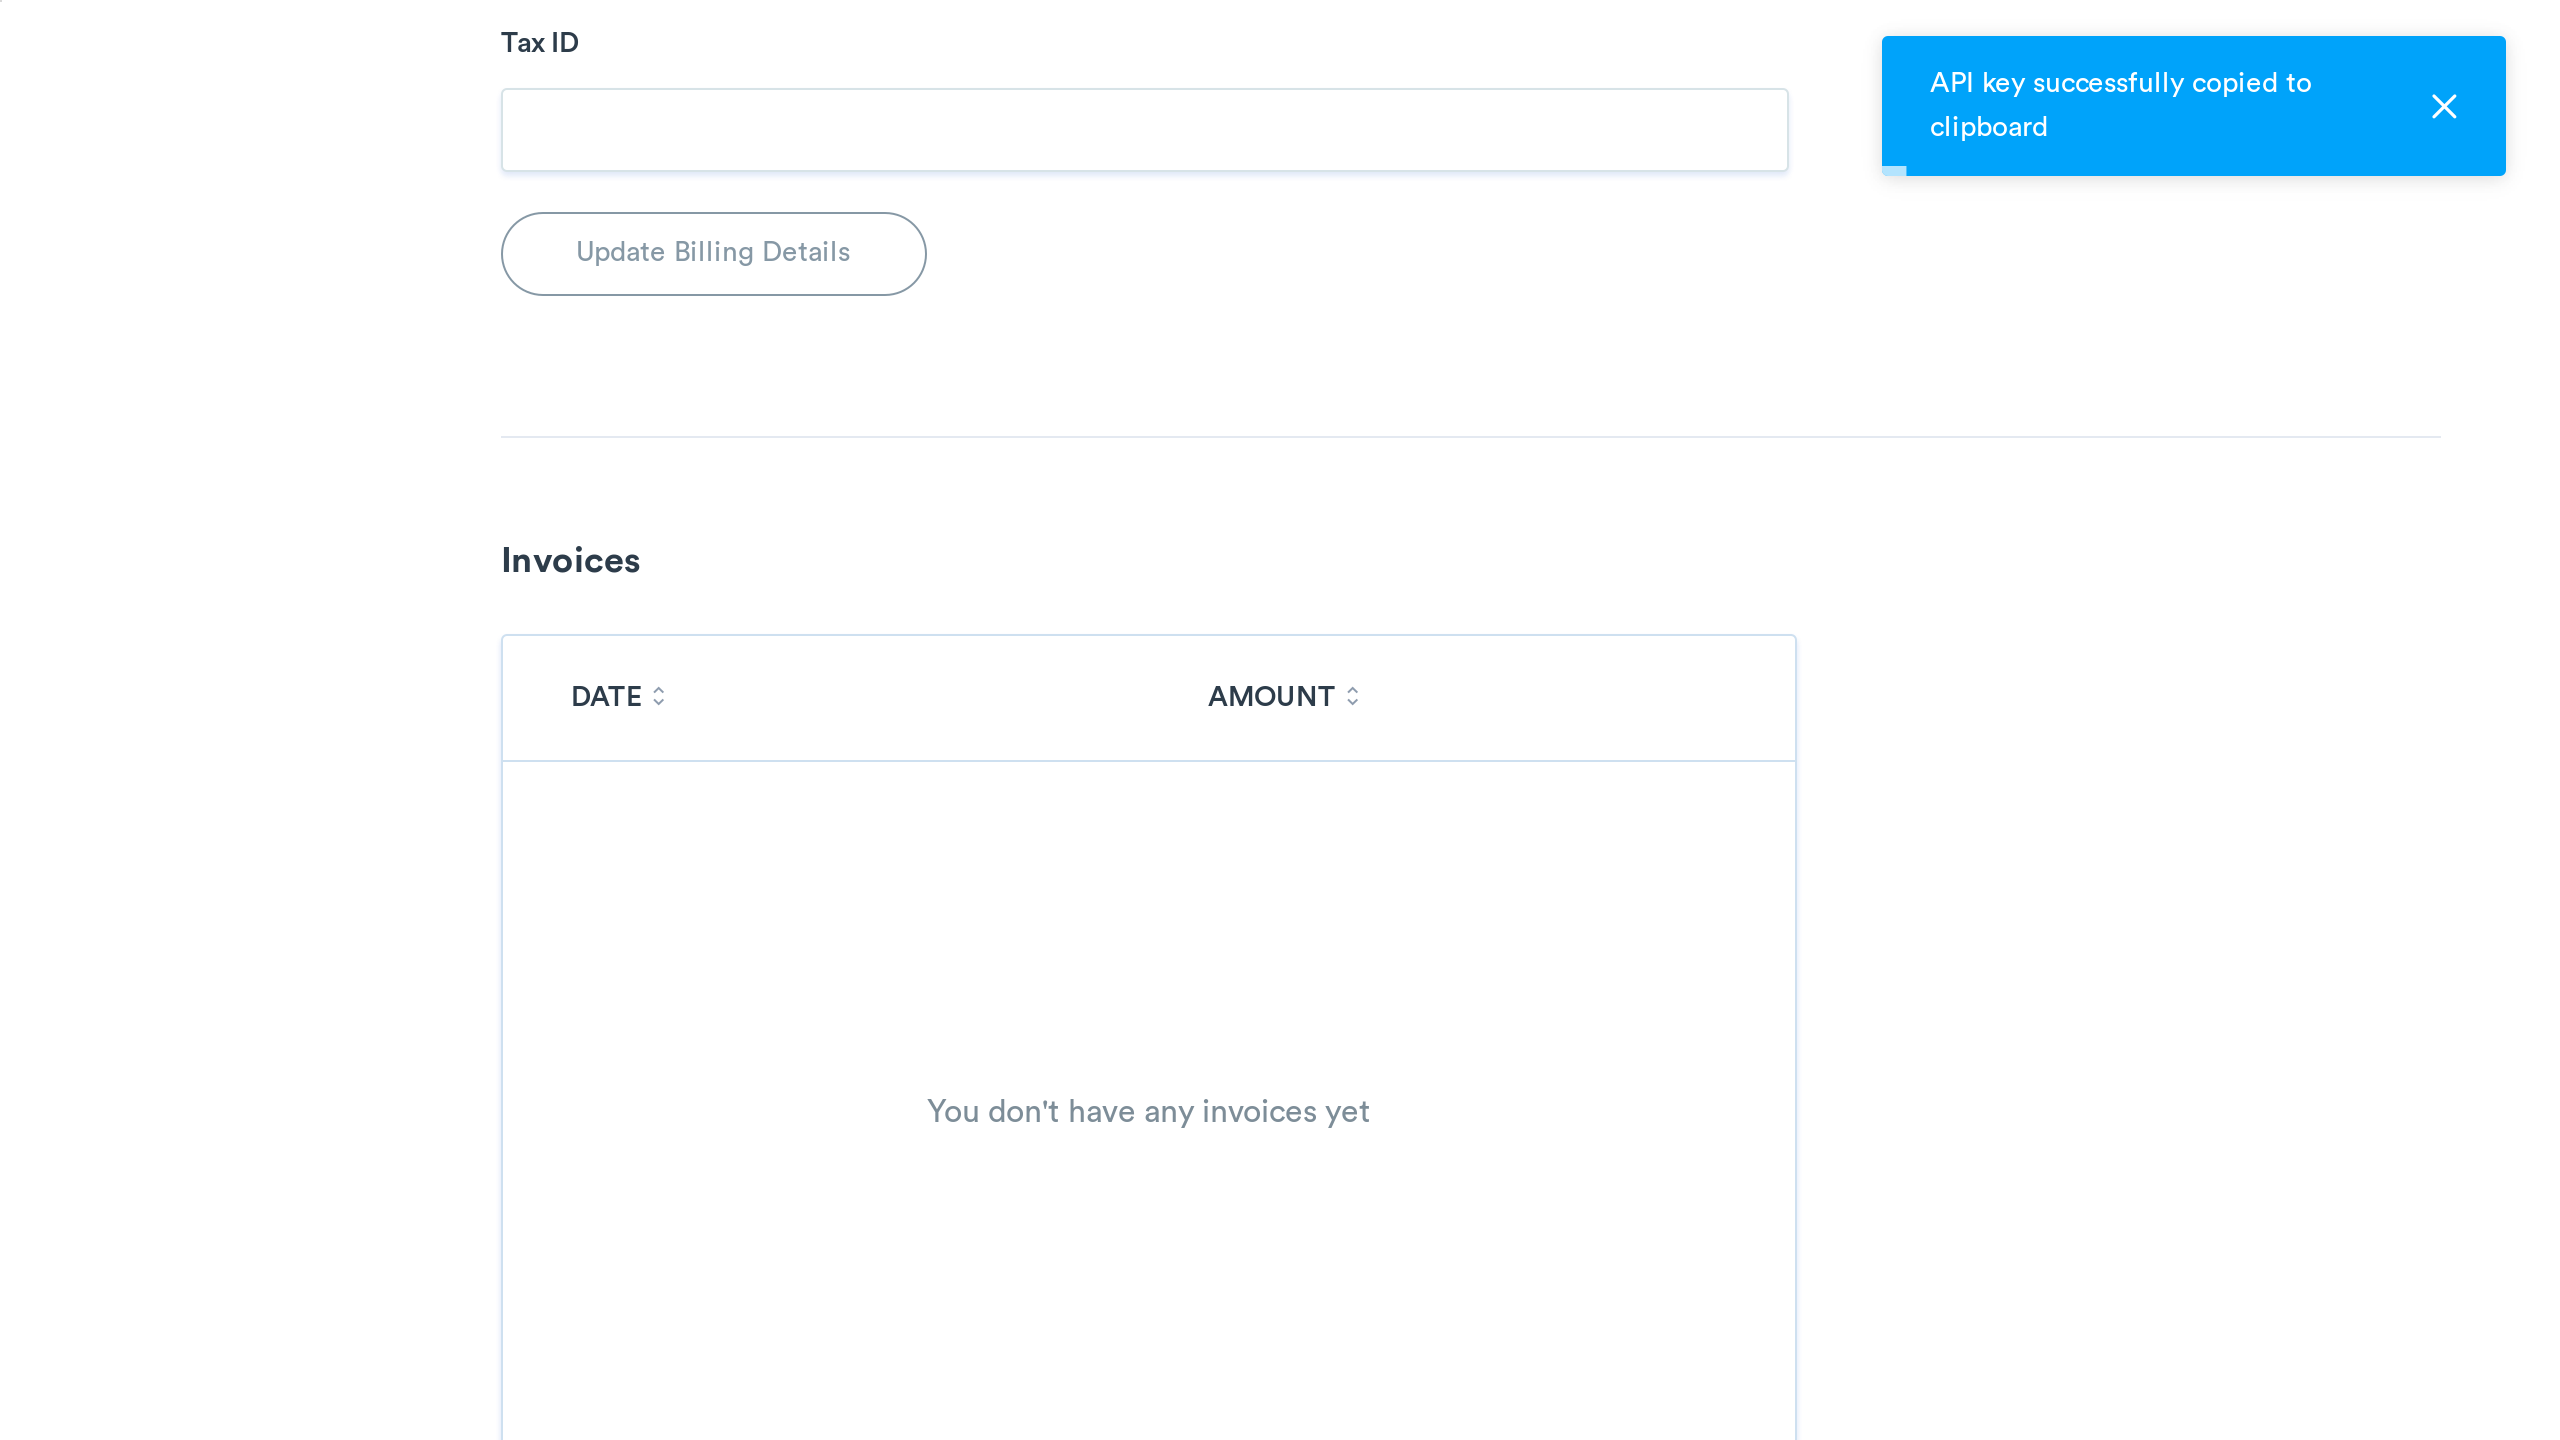 Tax ID
API key successfully copied to
clipboard
Update Billing Details
Invoices
DATE AMOUNT
You don't have any invoices yet